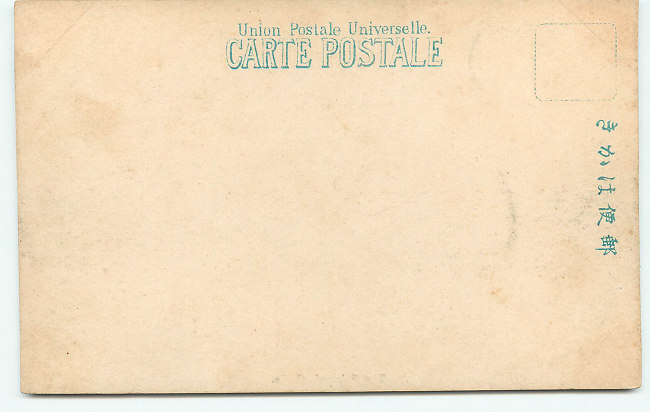 Union Postale Universelle.
CARTE POSTALE
郵便はかき